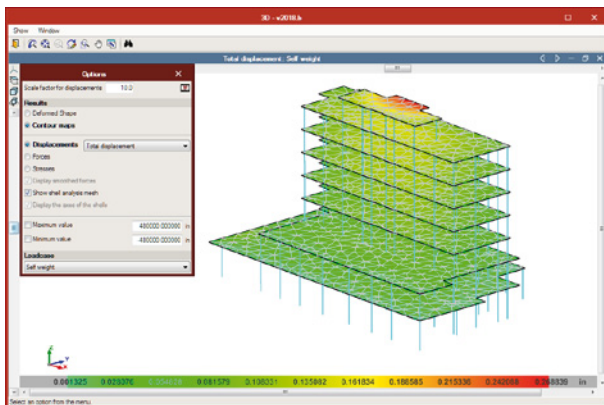 3D - v2018.b
Show Window
Total displacement: Self weight
Options
Scale factor for displacements 10.0
Results
Deformed Shape
Contour maps
Displacements Total displacement
Forces
Stresses
Display smoothed forces
Show shell analysis mesh
Display the axes of the shells
Maximum value 480000.000000 in
Minimum value -480000.000000 in
Loadcase
Self weight
0.001325 0.028076 0.081579 0.108331 0.135082 0.161834 0.188585 0.215336 0.242088 in
Select an option from the menu